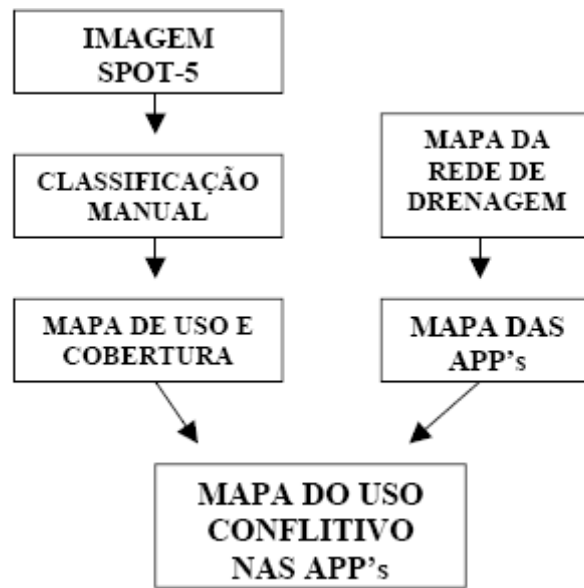 IMAGEM
SPOT-5
CLASSIFICAÇÃO
MANUAL
MAPA DE USO E
COBERTURA
MAPA DA
REDE DE
DRENAGEM
MAPA DAS
APP's
MAPA DO USO
CONFLITIVO
NAS APP's